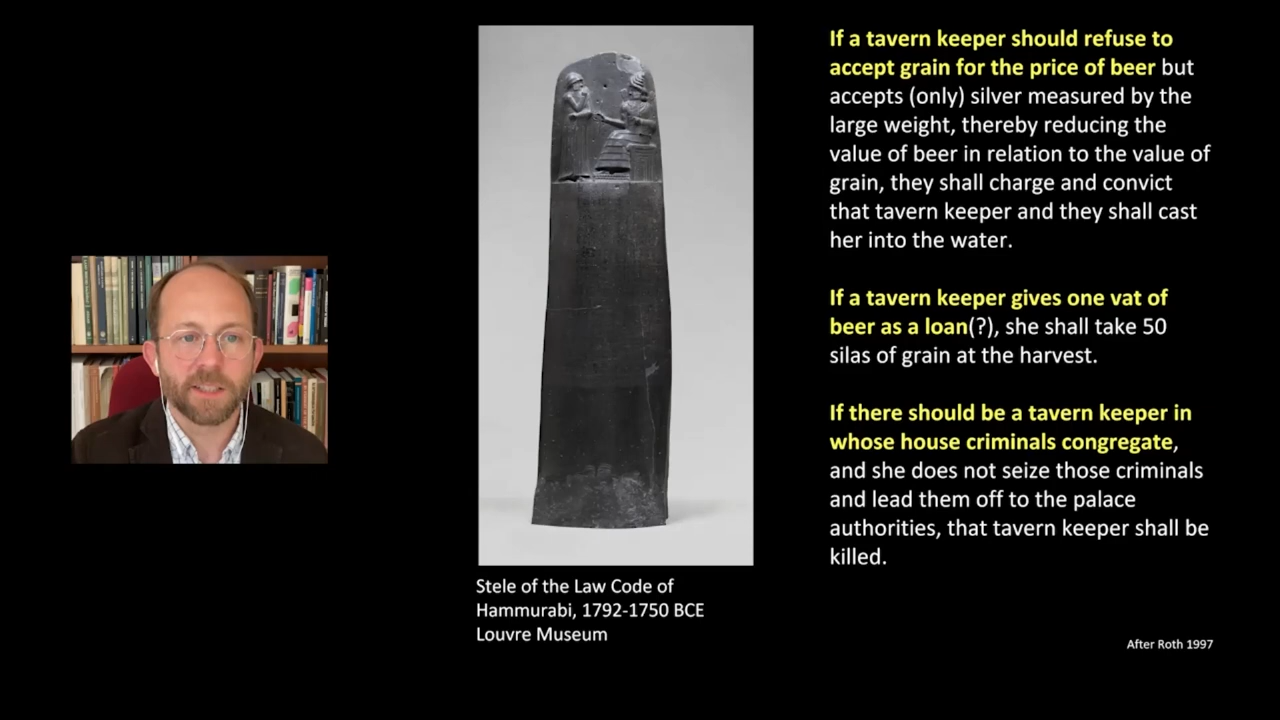 If a tavern keeper should refuse to
accept grain for the price of beer but
accepts (only) silver measured by the
large weight, thereby reducing the
value of beer in relation to the value of
grain, they shall charge and convict
that tavern keeper and they shall cast
her into the water.
If a tavern keeper gives one vat of
beer as a loan(?), she shall take 50
silas of grain at the harvest.
If there should be a tavern keeper in
whose house criminals congregate,
and she does not seize those criminals
and lead them off to the palace
authorities, that tavern keeper shall be
killed.
Stele of the Law Code of
Hammurabi, 1792-1750 BCE
Louvre Museum
After Roth 1997